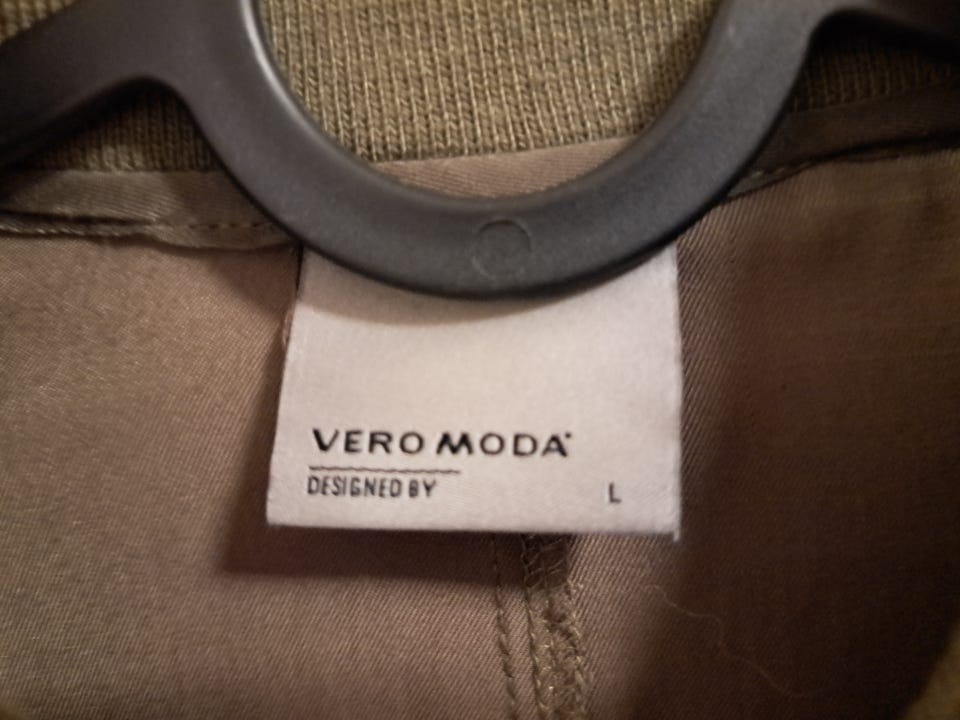 VERO MODA
DESIGNED BY
L